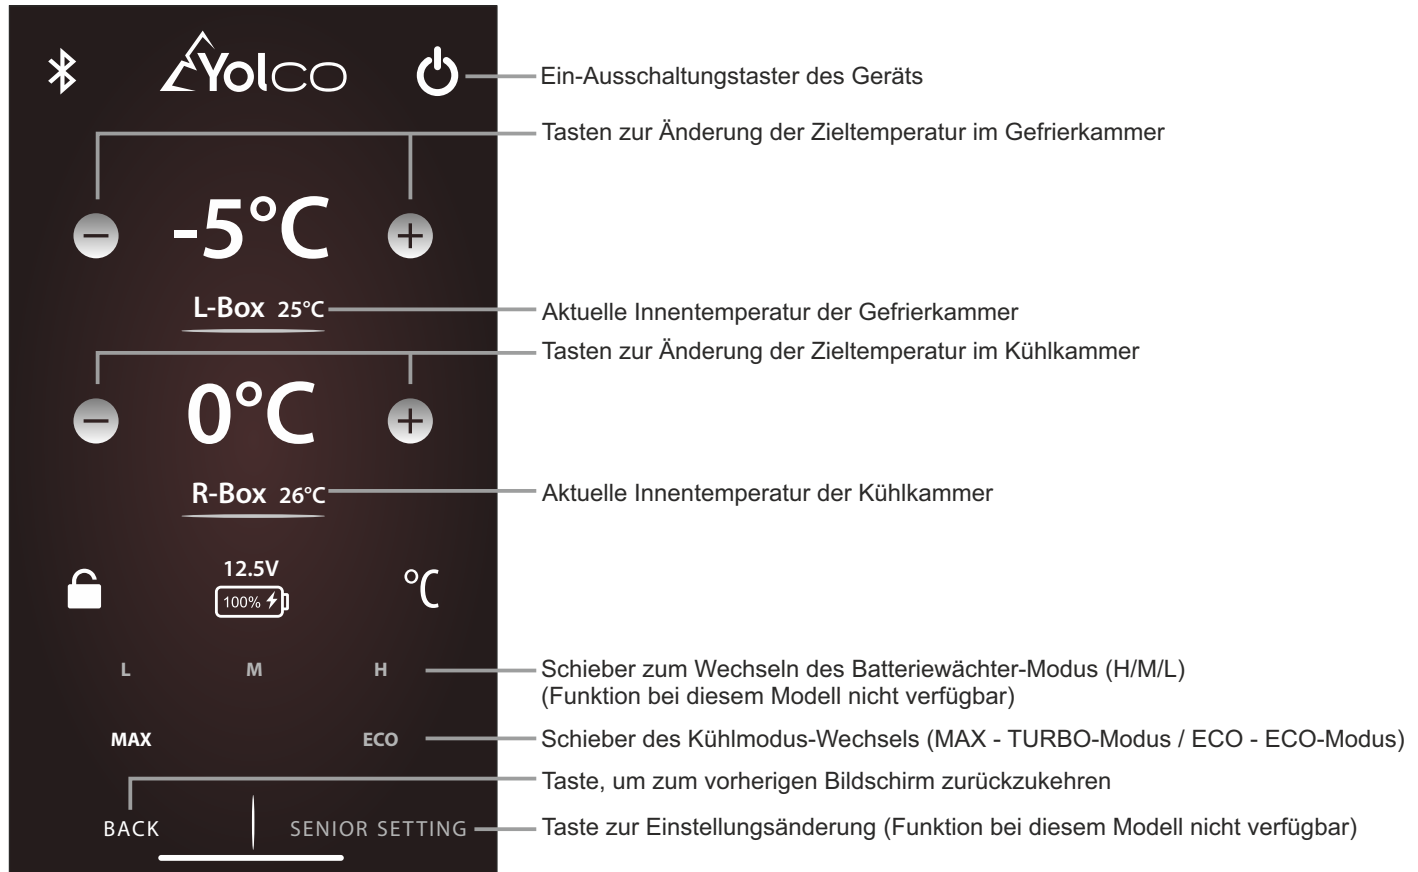 Yolco
Ein-Ausschaltungstaster des Geräts
Tasten zur Änderung der Zieltemperatur im Gefrierkammer
-5°C
L-Box 25°C
Aktuelle Innentemperatur der Gefrierkammer
Tasten zur Änderung der Zieltemperatur im Kühlkammer
0°C
R-Box 26°C
Aktuelle Innentemperatur der Kühlkammer
12.5V
100%
°C
L M H
Schieber zum Wechseln des Batteriewächter-Modus (H/M/L)
(Funktion bei diesem Modell nicht verfügbar)
MAX ECO
Schieber des Kühlmodus-Wechsels (MAX - TURBO-Modus / ECO - ECO-Modus)
Taste, um zum vorherigen Bildschirm zurückzukehren
BACK SENIOR SETTING
Taste zur Einstellungsänderung (Funktion bei diesem Modell nicht verfügbar)